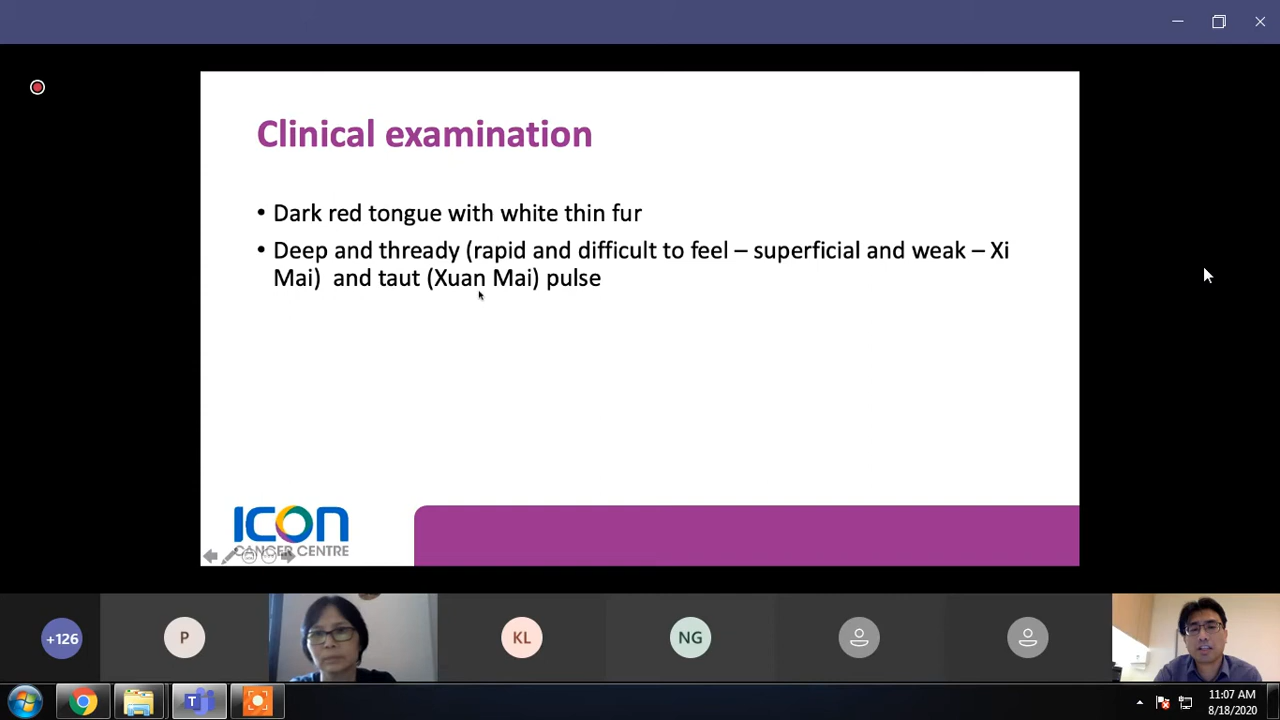 Clinical examination
• Dark red tongue with white thin fur
• Deep and thready (rapid and difficult to feel – superficial and weak – Xi
Mai)  and taut (Xuan Mai) pulse
ICON
CANCER CENTRE
+126
P
KL
NG
11:07 AM
8/18/2020